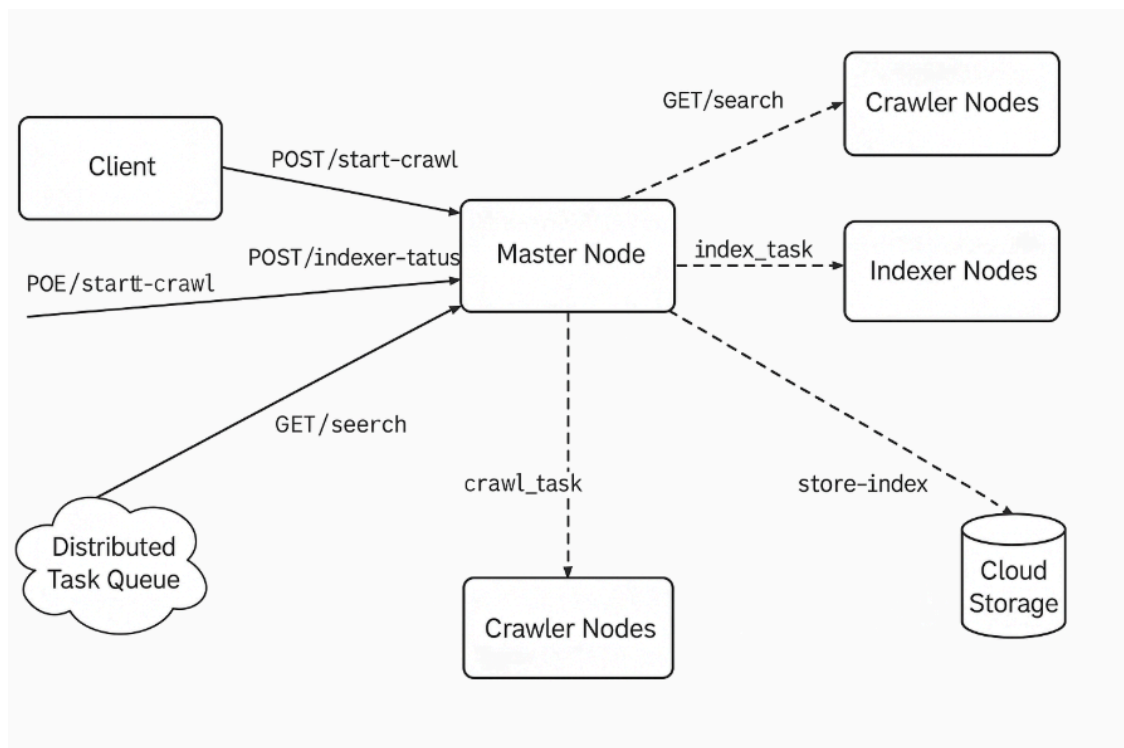 Crawler Nodes
GET/search
Client
POST/start-crawl
Master Node
POST/indexer-tatus
index_task
Indexer Nodes
POE/startt-crawl
GET/seerch
crawl_task
store-index
Distributed
Task Queue
Cloud
Storage
Crawler Nodes